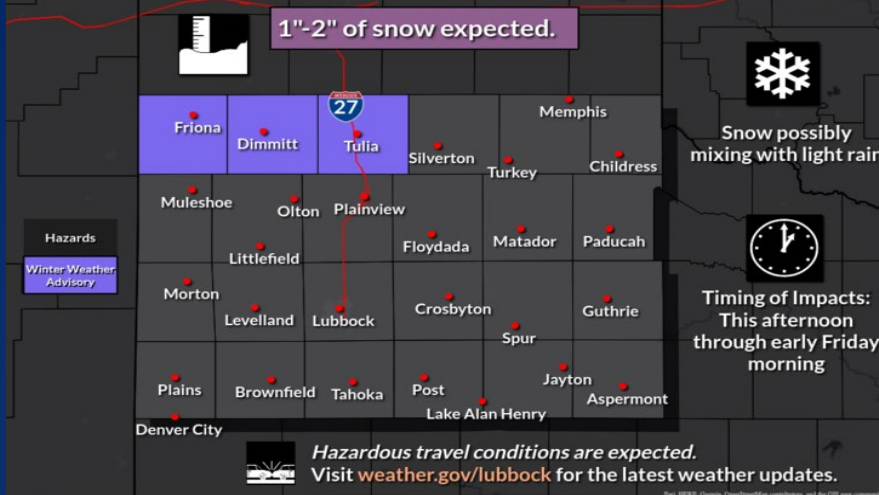 1"-2" of snow expected.
INTERSTATE
27
Friona
Dimmitt
Tulia
Silverton
Memphis
Turkey
Childress
Snow possibly
mixing with light rain
Muleshoe
Olton
Plainview
Floydada
Matador
Paducah
Hazards
Winter Weather
Advisory
Littlefield
Morton
Levelland
Lubbock
Crosbyton
Spur
Guthrie
Timing of Impacts:
This afternoon
through early Friday
morning
Plains
Brownfield
Tahoka
Post
Jayton
Aspermont
Lake Alan Henry
Denver City
Hazardous travel conditions are expected.
Visit weather.gov/lubbock for the latest weather updates.